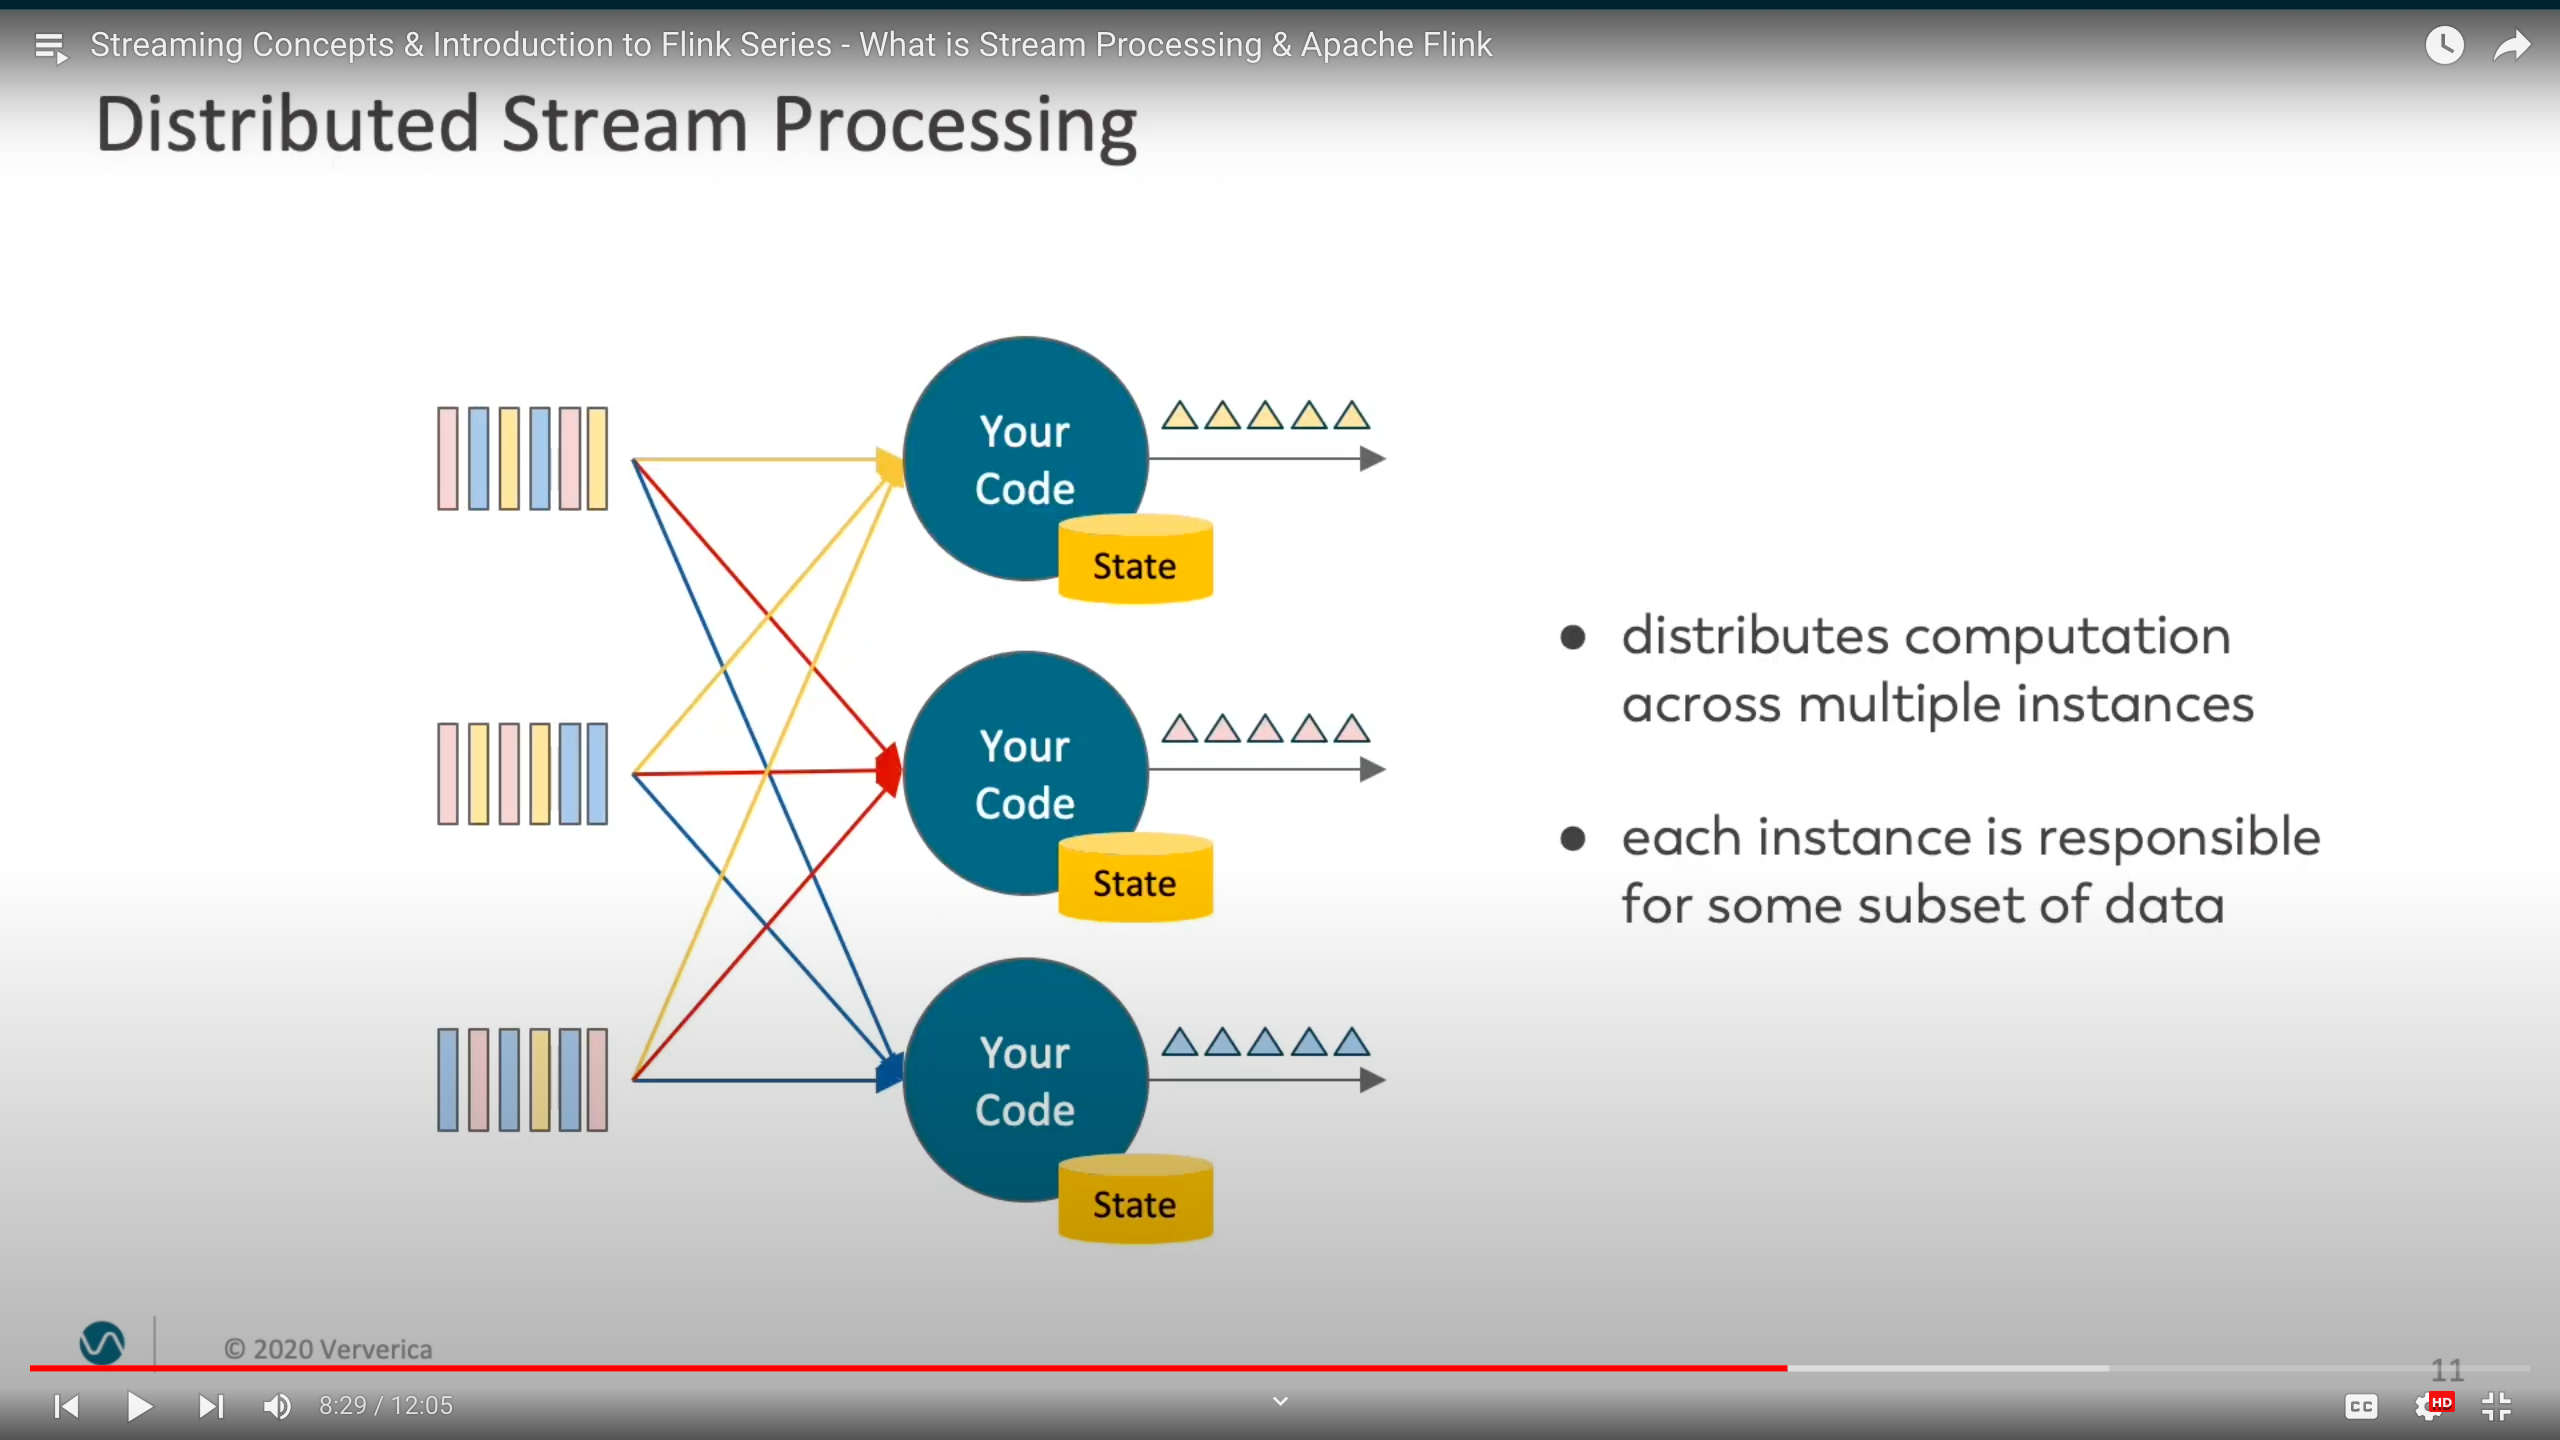 Streaming Concepts & Introduction to Flink Series - What is Stream Processing & Apache Flink
Distributed Stream Processing
Your
Code
State
Your
Code
State
Your
Code
State
● distributes computation
across multiple instances
● each instance is responsible
for some subset of data
© 2020 Ververica
11
8:29 / 12:05
CC
HD